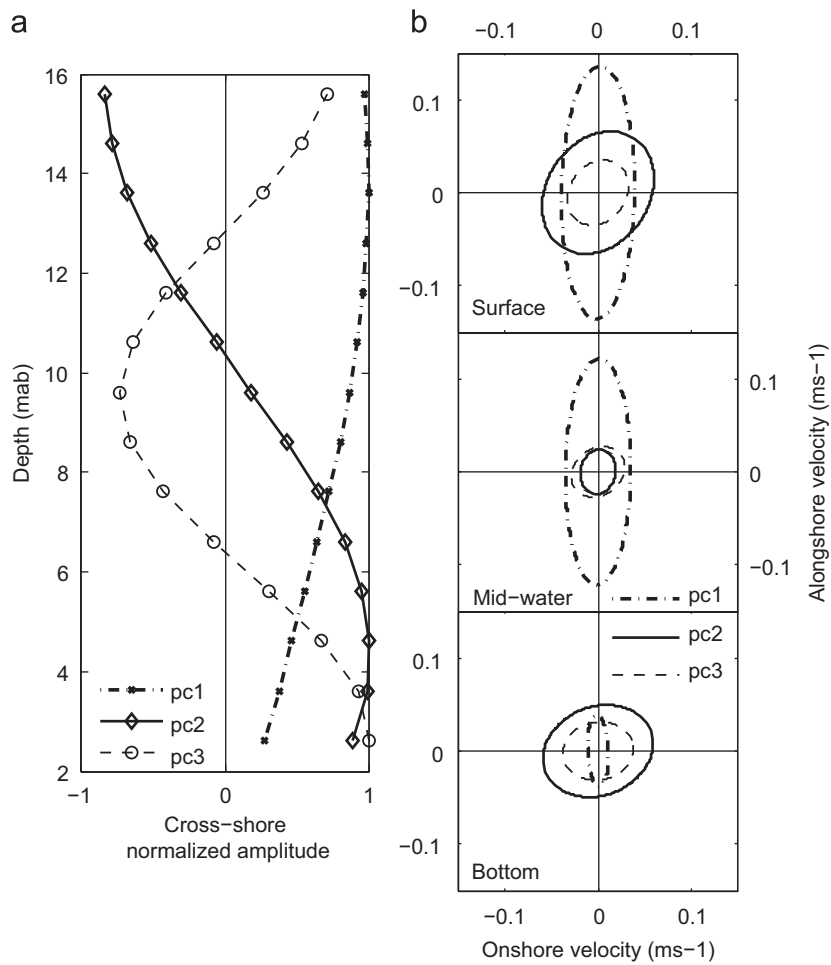 a
b
−0.1
0
0.1
16
14
12
10
8
6
4
2
Depth (mab)
pc1
pc2
pc3
−1
0
1
Cross−shore
normalized amplitude
0.1
0
−0.1
Surface
0.1
0
−0.1
Mid−water
pc1
pc2
pc3
0.1
0
−0.1
Bottom
−0.1
0
0.1
Onshore velocity (ms−1)
Alongshore velocity (ms−1)